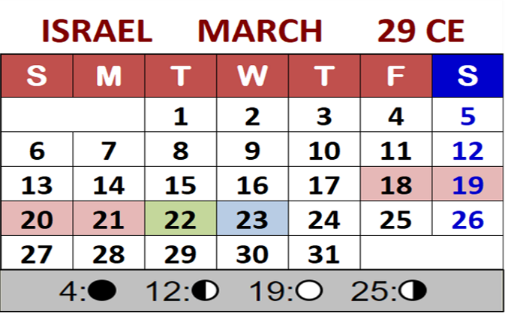 ISRAEL MARCH 29 CE
S M T W T F S
1 2 3 4 5
6 7 8 9 10 11 12
13 14 15 16 17 18 19
20 21 22 23 24 25 26
27 28 29 30 31
4: 12: 19: 25: